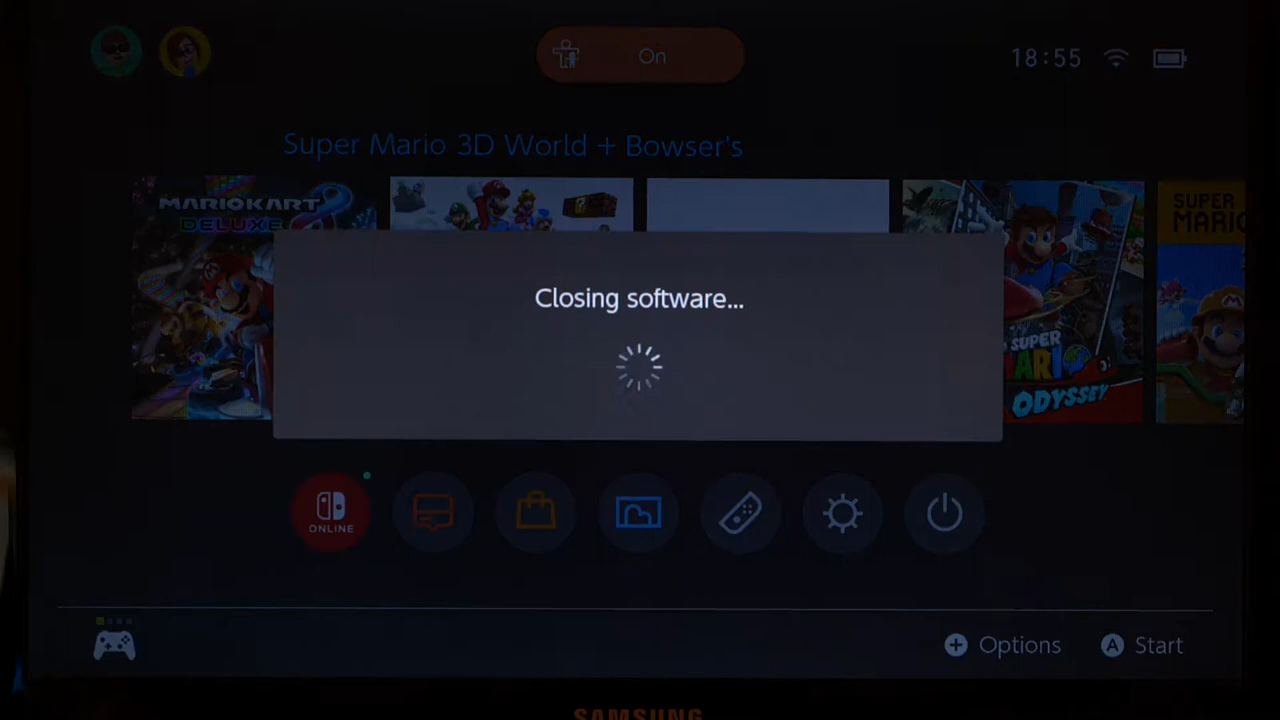 On
18:55
Super Mario 3D World + Bowser's
MARIOKART 8
DELUXE
SUPER
MARIO
Closing software...
SUPER
MARIO
ODYSSEY
ONLINE
Options
Start
SAMSUNG